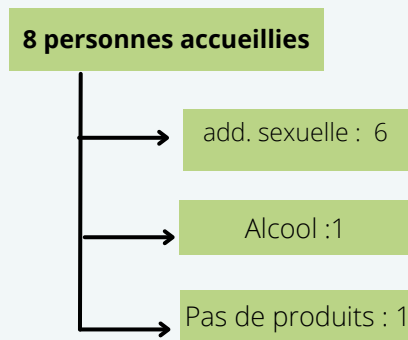 8 personnes accueillies
add. sexuelle : 6
Alcool :1
Pas de produits : 1